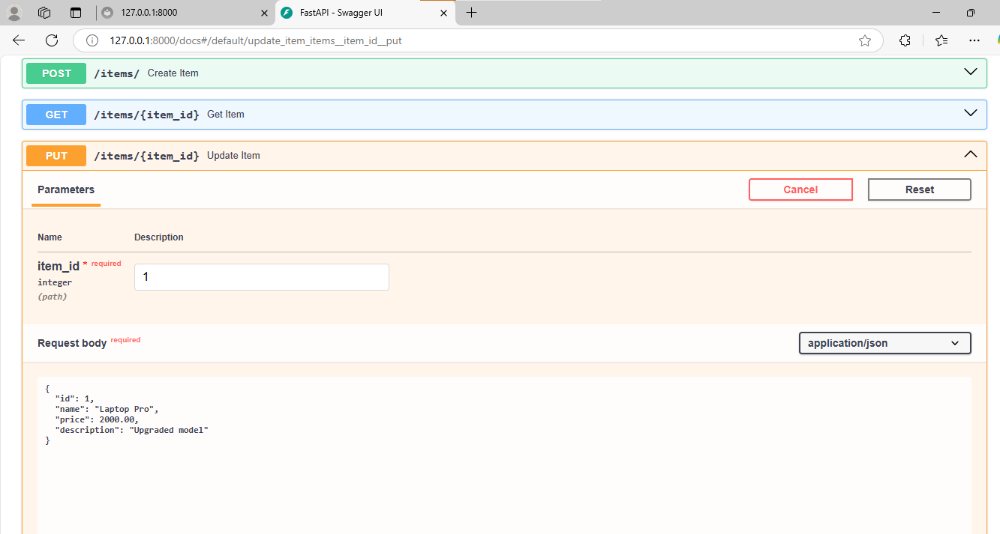 127.0.0.1:8000
FastAPI - Swagger UI
127.0.0.1:8000/docs#/default/update_item_items__item_id__put
POST /items/ Create Item
GET /items/{item_id} Get Item
PUT /items/{item_id} Update Item
Parameters
Cancel
Reset
Name Description
item_id * required
1
integer
(path)
Request body required
application/json
{
"id": 1,
"name": "Laptop Pro",
"price": 2000.00,
"description": "Upgraded model"
}